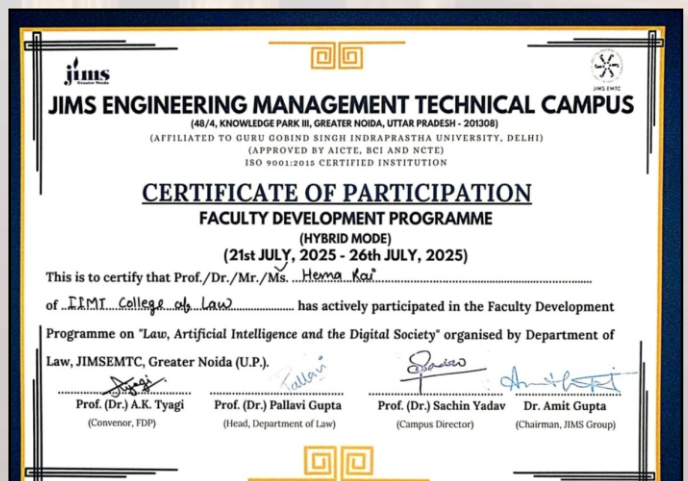 jims
Greater Noida
JIMS EMTC
JIMS ENGINEERING MANAGEMENT TECHNICAL CAMPUS
(48/4, KNOWLEDGE PARK III, GREATER NOIDA, UTTAR PRADESH - 201308)
(AFFILIATED TO GURU GOBIND SINGH INDRAPRASTHA UNIVERSITY, DELHI)
(APPROVED BY AICTE, BCI AND NCTE)
ISO 9001:2015 CERTIFIED INSTITUTION
CERTIFICATE OF PARTICIPATION
FACULTY DEVELOPMENT PROGRAMME
(HYBRID MODE)
(21st JULY, 2025 - 26th JULY, 2025)
This is to certify that Prof./Dr./Mr./Ms. Hema Rai
of IIMT College of Law has actively participated in the Faculty Development
Programme on "Law, Artificial Intelligence and the Digital Society" organised by Department of
Law, JIMSEMTC, Greater Noida (U.P.).
Tyagi Pallavi
Prof. (Dr.) A.K. Tyagi Prof. (Dr.) Pallavi Gupta Prof. (Dr.) Sachin Yadav Dr. Amit Gupta
(Convenor, FDP) (Head, Department of Law) (Campus Director) (Chairman, JIMS Group)